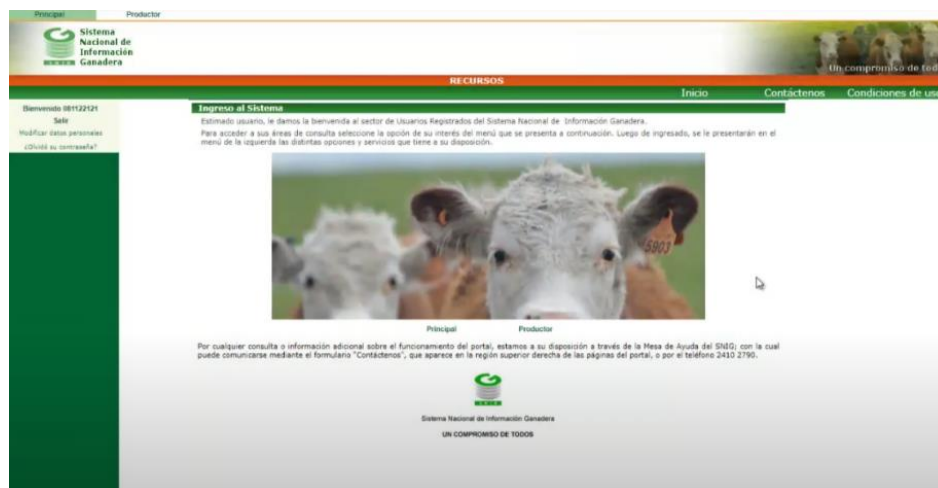 Principal Productor
Sistema
Nacional de
Información
Ganadera
SNIG
Un compromiso de tod
RECURSOS
Inicio Contáctenos Condiciones de uso
Bienvenido 081122121
Salir
Modificar datos personales
¿Olvidó su contraseña?
Ingreso al Sistema
Estimado usuario, le damos la bienvenida al sector de Usuarios Registrados del Sistema Nacional de Información Ganadera.
Para acceder a sus áreas de consulta seleccione la opción de su interés del menú que se presenta a continuación. Luego de ingresado, se le presentarán en el
menú de la izquierda las distintas opciones y servicios que tiene a su disposición.
5903
Principal Productor
Por cualquier consulta o información adicional sobre el funcionamiento del portal, estamos a su disposición a través de la Mesa de Ayuda del SNIG; con la cual
puede comunicarse mediante el formulario "Contáctenos", que aparece en la región superior derecha de las páginas del portal, o por el teléfono 2410 2790.
SNIG
Sistema Nacional de Información Ganadera
UN COMPROMISO DE TODOS